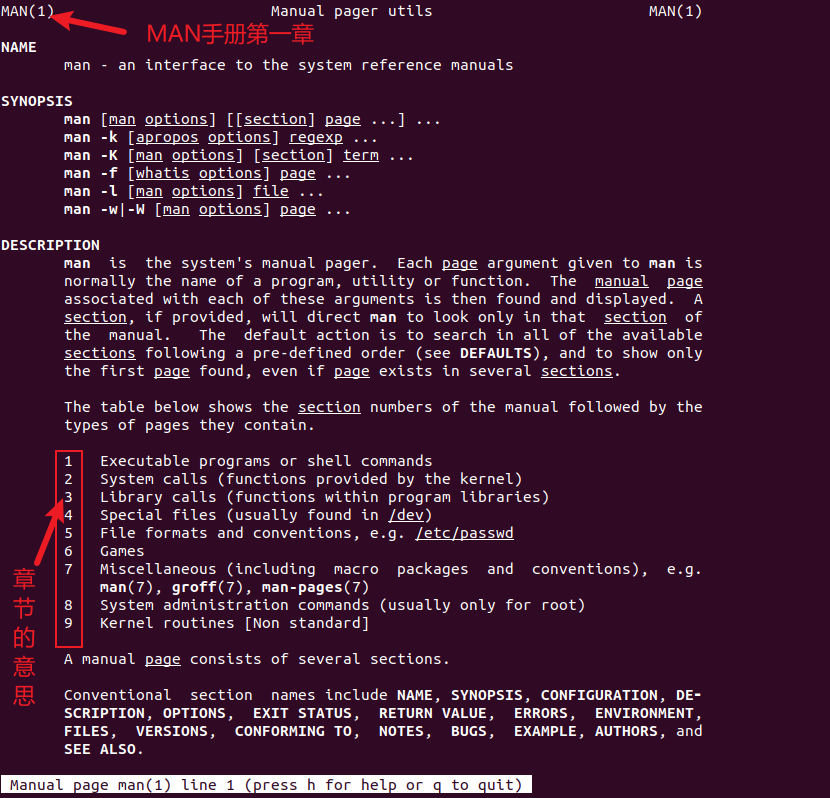 MAN(1) Manual pager utils MAN(1)
MAN手册第一章
NAME
man - an interface to the system reference manuals
SYNOPSIS
man [man options] [[section] page ...] ...
man -k [apropos options] regexp ...
man -K [man options] [section] term ...
man -f [whatis options] page ...
man -l [man options] file ...
man -w|-W [man options] page ...
DESCRIPTION
man is the system's manual pager. Each page argument given to man is
normally the name of a program, utility or function. The manual page
associated with each of these arguments is then found and displayed. A
section, if provided, will direct man to look only in that section of
the manual. The default action is to search in all of the available
sections following a pre-defined order (see DEFAULTS), and to show only
the first page found, even if page exists in several sections.
The table below shows the section numbers of the manual followed by the
types of pages they contain.
1 Executable programs or shell commands
2 System calls (functions provided by the kernel)
3 Library calls (functions within program libraries)
4 Special files (usually found in /dev)
5 File formats and conventions, e.g. /etc/passwd
6 Games
7 Miscellaneous (including macro packages and conventions), e.g.
man(7), groff(7), man-pages(7)
8 System administration commands (usually only for root)
9 Kernel routines [Non standard]
章节的意思
A manual page consists of several sections.
Conventional section names include NAME, SYNOPSIS, CONFIGURATION, DE-
SCRIPTION, OPTIONS, EXIT STATUS, RETURN VALUE, ERRORS, ENVIRONMENT,
FILES, VERSIONS, CONFORMING TO, NOTES, BUGS, EXAMPLE, AUTHORS, and
SEE ALSO.
Manual page man(1) line 1 (press h for help or q to quit)